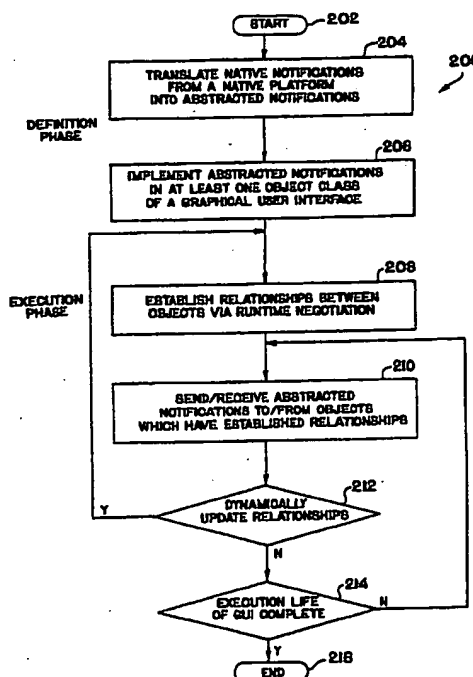 START
202
204
200
TRANSLATE NATIVE NOTIFICATIONS
FROM A NATIVE PLATFORM
INTO ABSTRACTED NOTIFICATIONS
DEFINITION
PHASE
206
IMPLEMENT ABSTRACTED NOTIFICATIONS
IN AT LEAST ONE OBJECT CLASS
OF A GRAPHICAL USER INTERFACE
EXECUTION
PHASE
208
ESTABLISH RELATIONSHIPS BETWEEN
OBJECTS VIA RUNTIME NEGOTIATION
210
SEND/RECEIVE ABSTRACTED
NOTIFICATIONS TO/FROM OBJECTS
WHICH HAVE ESTABLISHED RELATIONSHIPS
212
Y
DYNAMICALLY
UPDATE RELATIONSHIPS
N
214
EXECUTION LIFE
OF GUI COMPLETE
N
Y
END
216